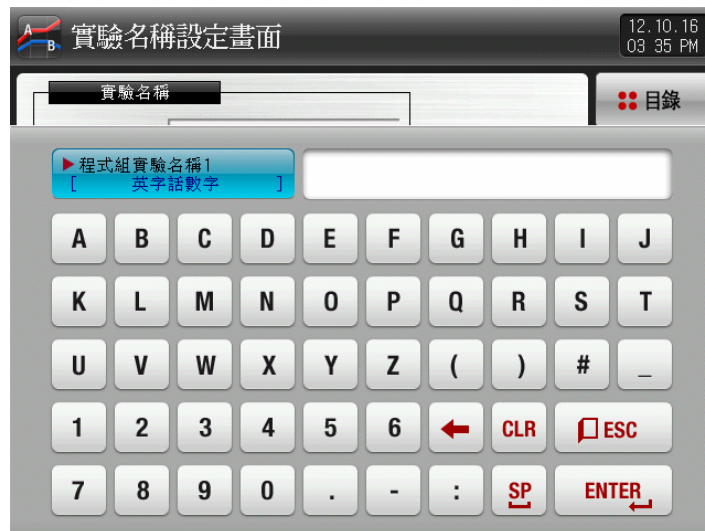 A
B
實驗名稱設定畫面
12.10.16
03 35 PM
實驗名稱
目錄
程式組實驗名稱1
[ 英字話數字 ]
A B C D E F G H I J
K L M N O P Q R S T
U V W X Y Z ( ) # _
1 2 3 4 5 6 CLR ESC
7 8 9 0 . - : SP ENTER